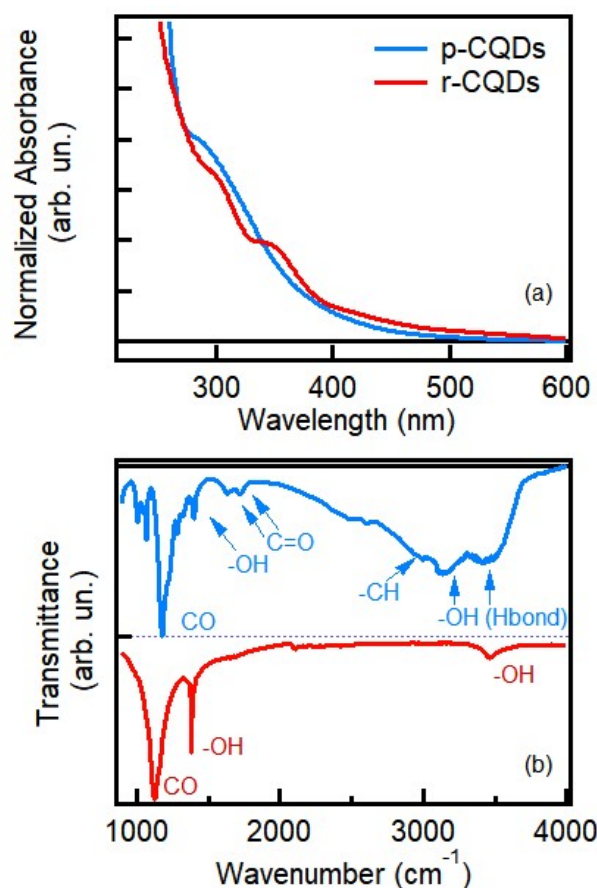 p-CQDs
r-CQDs
Normalized Absorbance
(arb. un.)
(a)
300
400
500
600
Wavelength (nm)
C=O
-OH
-CH
-OH (Hbond)
CO
Transmittance
(arb. un.)
-OH
-OH
CO
(b)
1000
2000
3000
4000
Wavenumber (cm⁻¹)